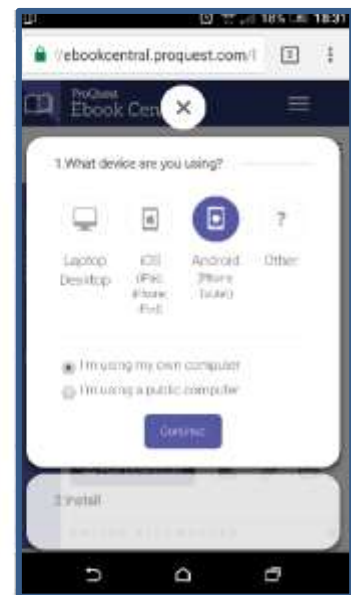 18% 18:31
/ebookcentral.proquest.com/
ProQuest
Ebook Cen
1 What device are you using?
?
Laptop iOS Android Other
Desktop (iPad, (Phone,
iPhone, Tablet)
iPod)
I'm using my own computer
I'm using a public computer
Continue
2 Install